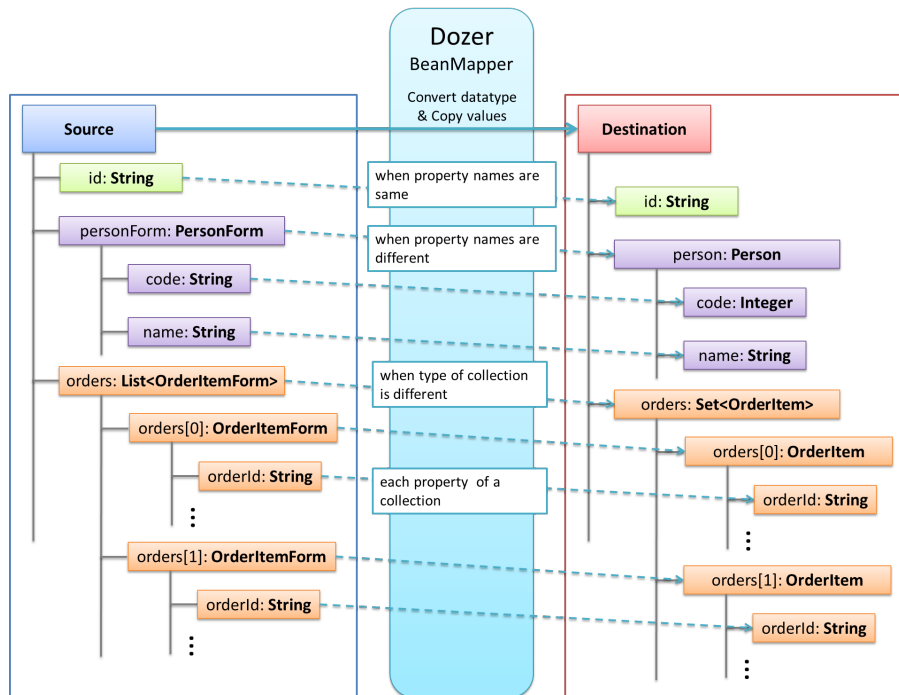 Dozer
BeanMapper
Convert datatype
& Copy values
Source
id: String
personForm: PersonForm
code: String
name: String
orders: List<OrderItemForm>
orders[0]: OrderItemForm
orderId: String
⋮
orders[1]: OrderItemForm
orderId: String
⋮
when property names are
same
when property names are
different
when type of collection
is different
each property of a
collection
Destination
id: String
person: Person
code: Integer
name: String
orders: Set<OrderItem>
orders[0]: OrderItem
orderId: String
⋮
orders[1]: OrderItem
orderId: String
⋮